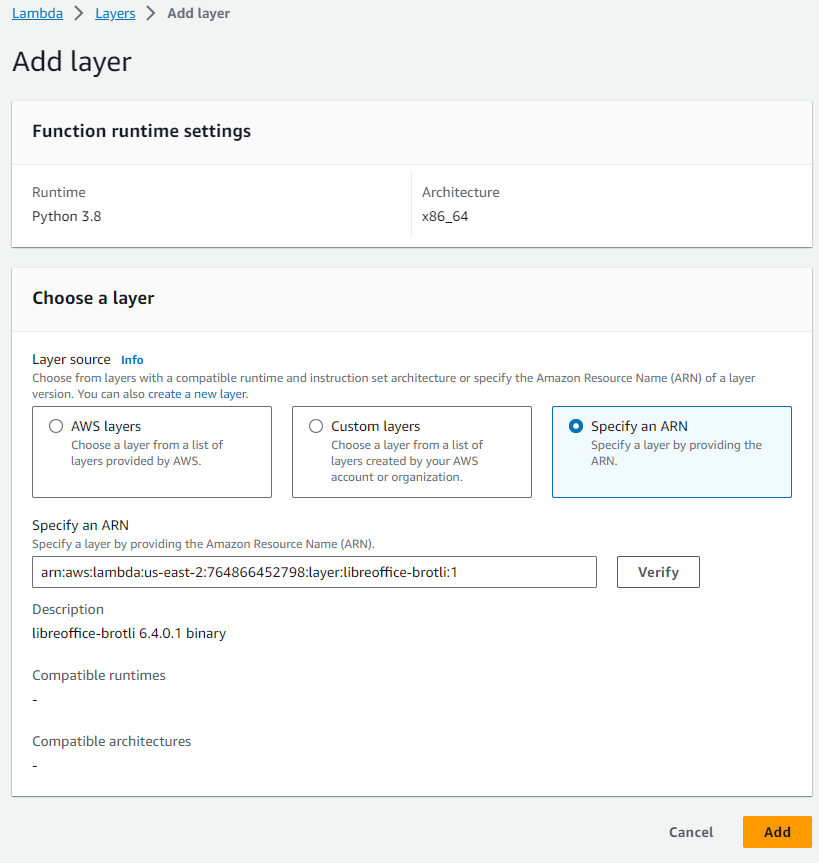 Lambda > Layers > Add layer
Add layer
Function runtime settings
Runtime
Python 3.8
Architecture
x86_64
Choose a layer
Layer source Info
Choose from layers with a compatible runtime and instruction set architecture or specify the Amazon Resource Name (ARN) of a layer
version. You can also create a new layer.
AWS layers
Choose a layer from a list of
layers provided by AWS.
Custom layers
Choose a layer from a list of
layers created by your AWS
account or organization.
Specify an ARN
Specify a layer by providing the
ARN.
Specify an ARN
Specify a layer by providing the Amazon Resource Name (ARN).
arn:aws:lambda:us-east-2:764866452798:layer:libreoffice-brotli:1
Verify
Description
libreoffice-brotli 6.4.0.1 binary
Compatible runtimes
-
Compatible architectures
-
Cancel
Add